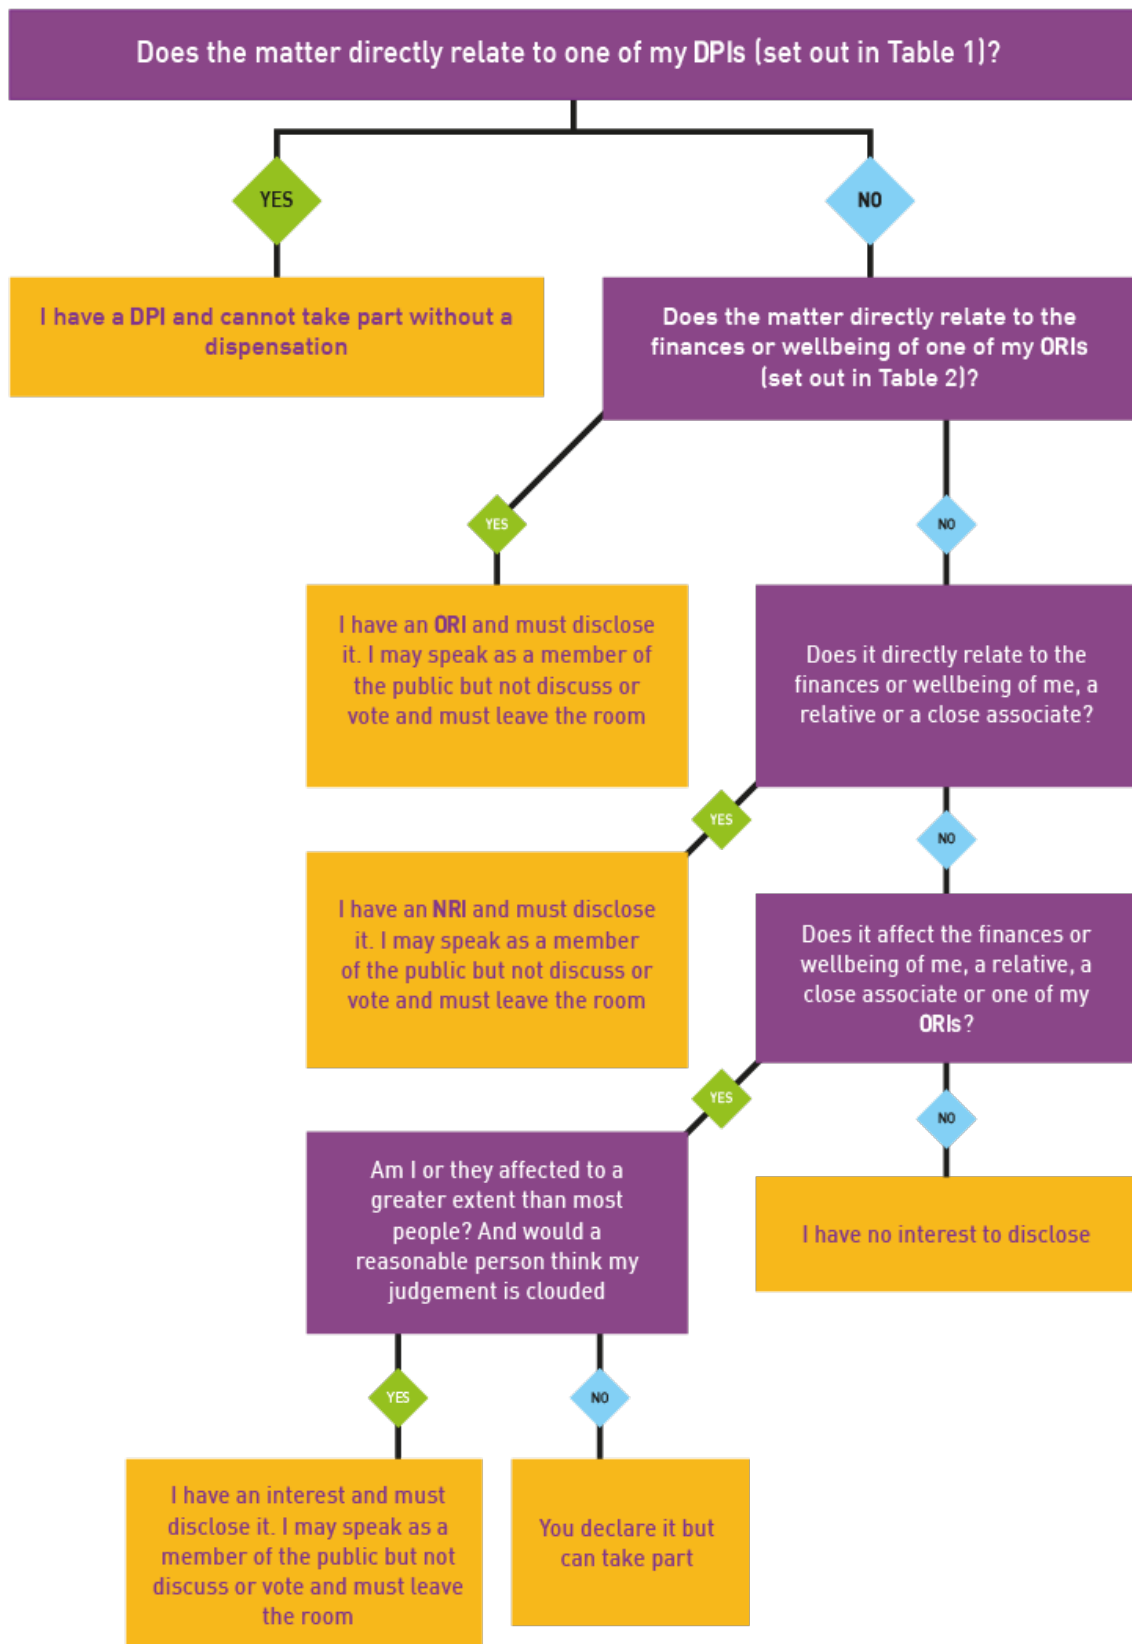 Does the matter directly relate to one of my DPIs (set out in Table 1)?
YES
NO
I have a DPI and cannot take part without a
dispensation
Does the matter directly relate to the
finances or wellbeing of one of my ORIs
(set out in Table 2)?
YES
NO
I have an ORI and must disclose
it. I may speak as a member of
the public but not discuss or
vote and must leave the room
Does it directly relate to the
finances or wellbeing of me, a
relative or a close associate?
YES
NO
I have an NRI and must disclose
it. I may speak as a member
of the public but not discuss or
vote and must leave the room
Does it affect the finances or
wellbeing of me, a relative, a
close associate or one of my
ORIs?
YES
NO
Am I or they affected to a
greater extent than most
people? And would a
reasonable person think my
judgement is clouded
I have no interest to disclose
YES
NO
I have an interest and must
disclose it. I may speak as a
member of the public but not
discuss or vote and must leave
the room
You declare it but
can take part